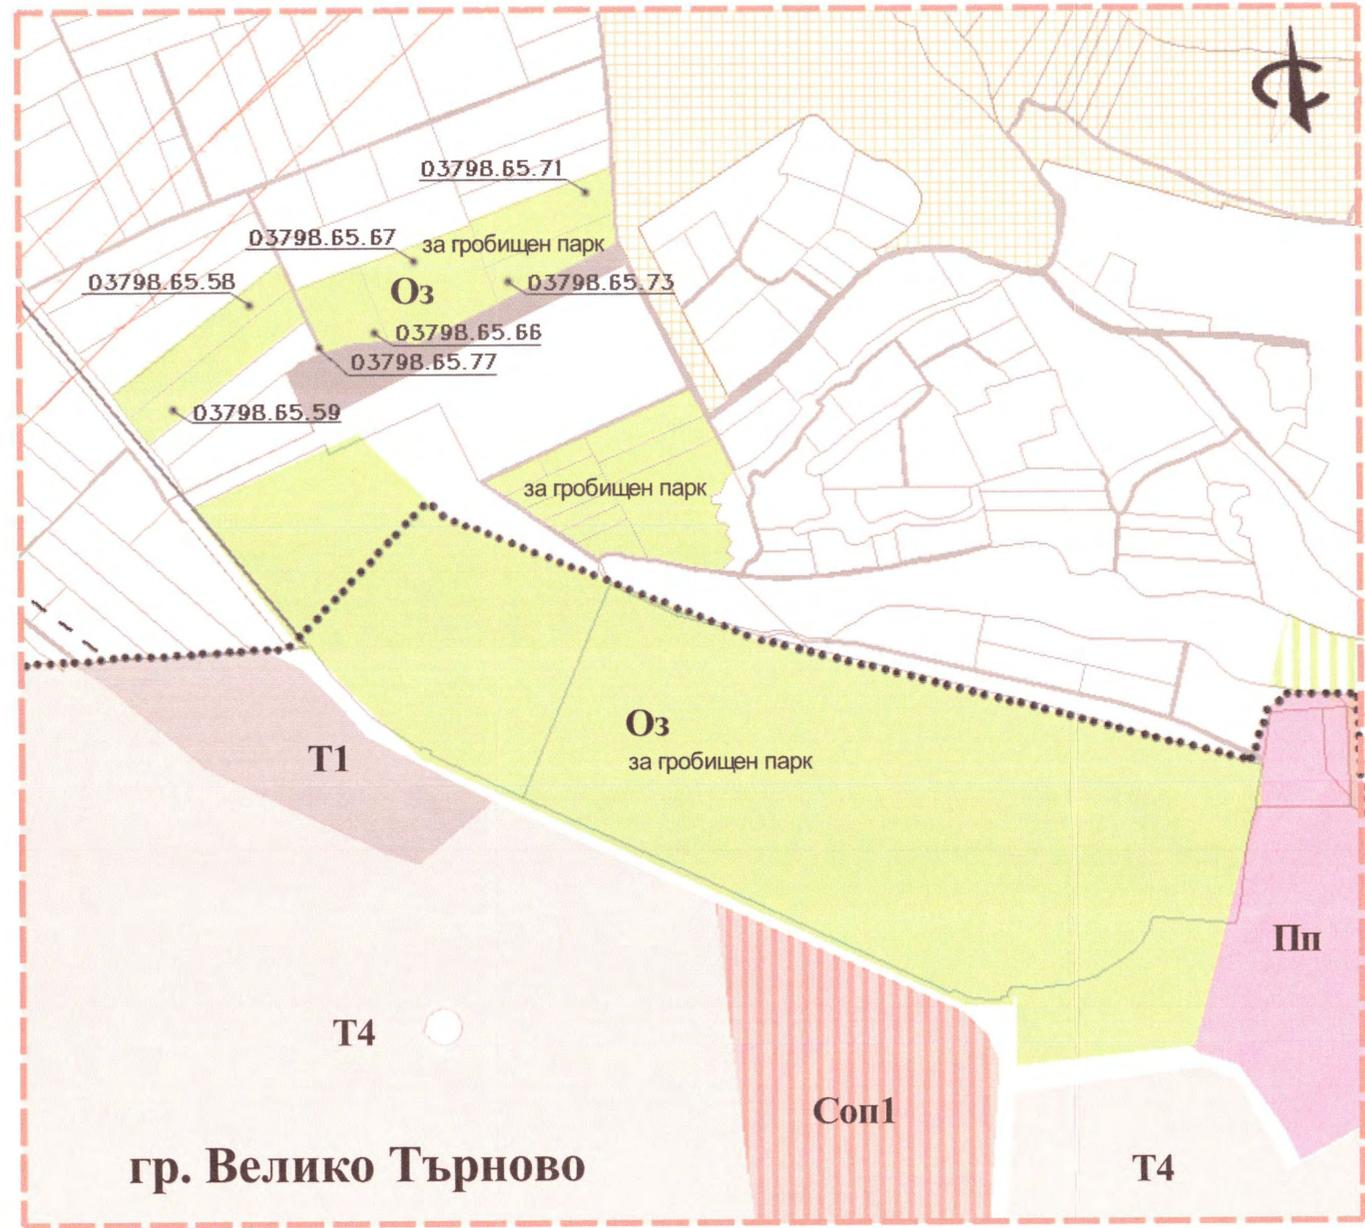 03798.65.71
03798.65.67
за гробищен парк
03798.65.58
Оз
03798.65.73
03798.65.66
03798.65.77
03798.65.59
за гробищен парк
Оз
за гробищен парк
Т1
Пп
Т4
Соп1
гр. Велико Търново
Т4